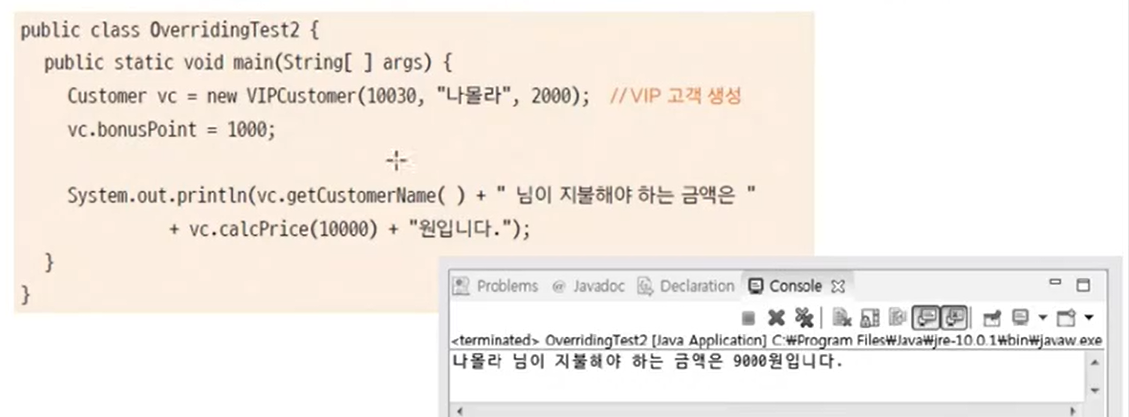 public class OverridingTest2 {
public static void main(String[ ] args) {
Customer vc = new VIPCustomer(10030, "나몰라", 2000); //VIP 고객 생성
vc.bonusPoint = 1000;
System.out.println(vc.getCustomerName( ) + " 님이 지불해야 하는 금액은 "
+ vc.calcPrice(10000) + "원입니다.");
}
}
Problems @ Javadoc Declaration Console
<terminated> OverridingTest2 [Java Application] C:₩Program Files₩Java₩jre-10.0.1₩bin₩javaw.exe
나몰라 님이 지불해야 하는 금액은 9000원입니다.